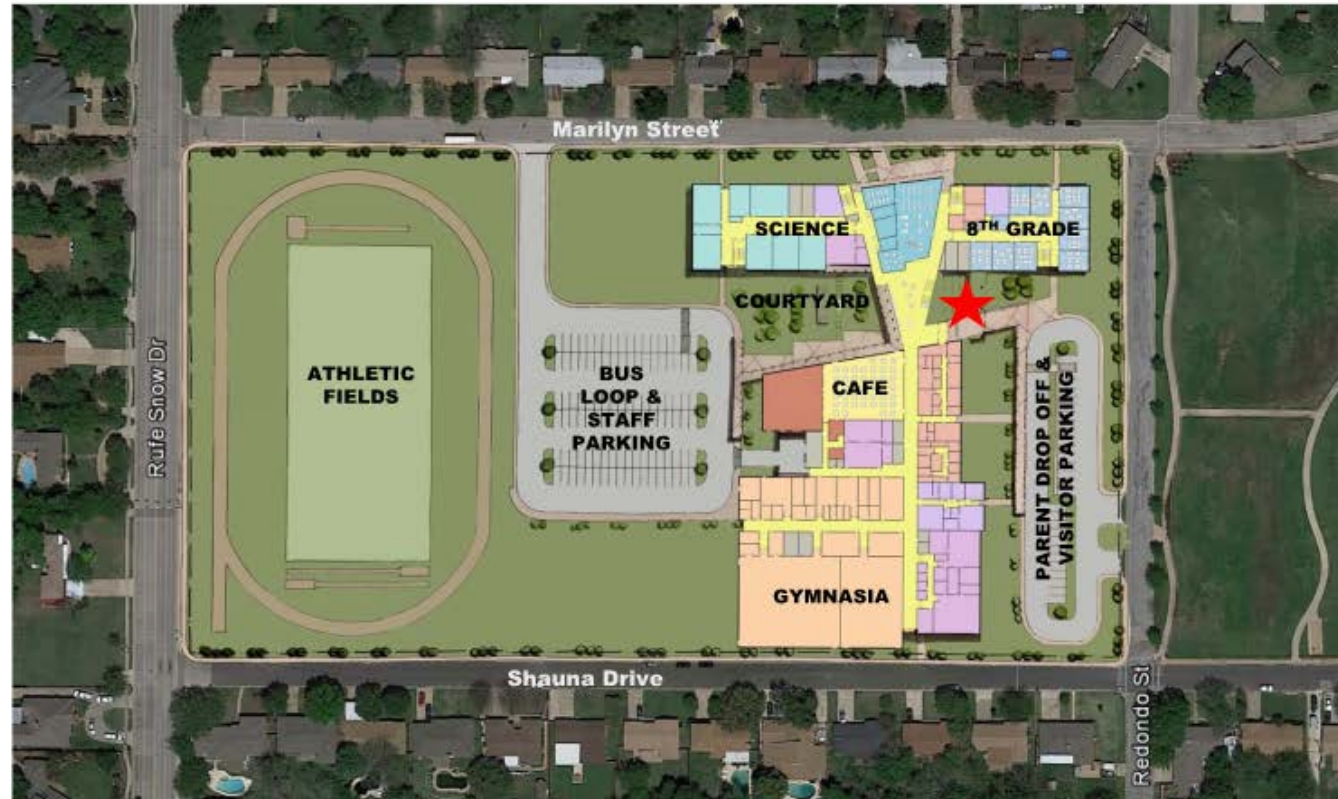 Marilyn Street
SCIENCE
8TH GRADE
COURTYARD
ATHLETIC
FIELDS
BUS
LOOP &
STAFF
PARKING
CAFE
PARENT DROP OFF &
VISITOR PARKING
GYMNASIA
Rufe Snow Dr
Shauna Drive
Redondo St